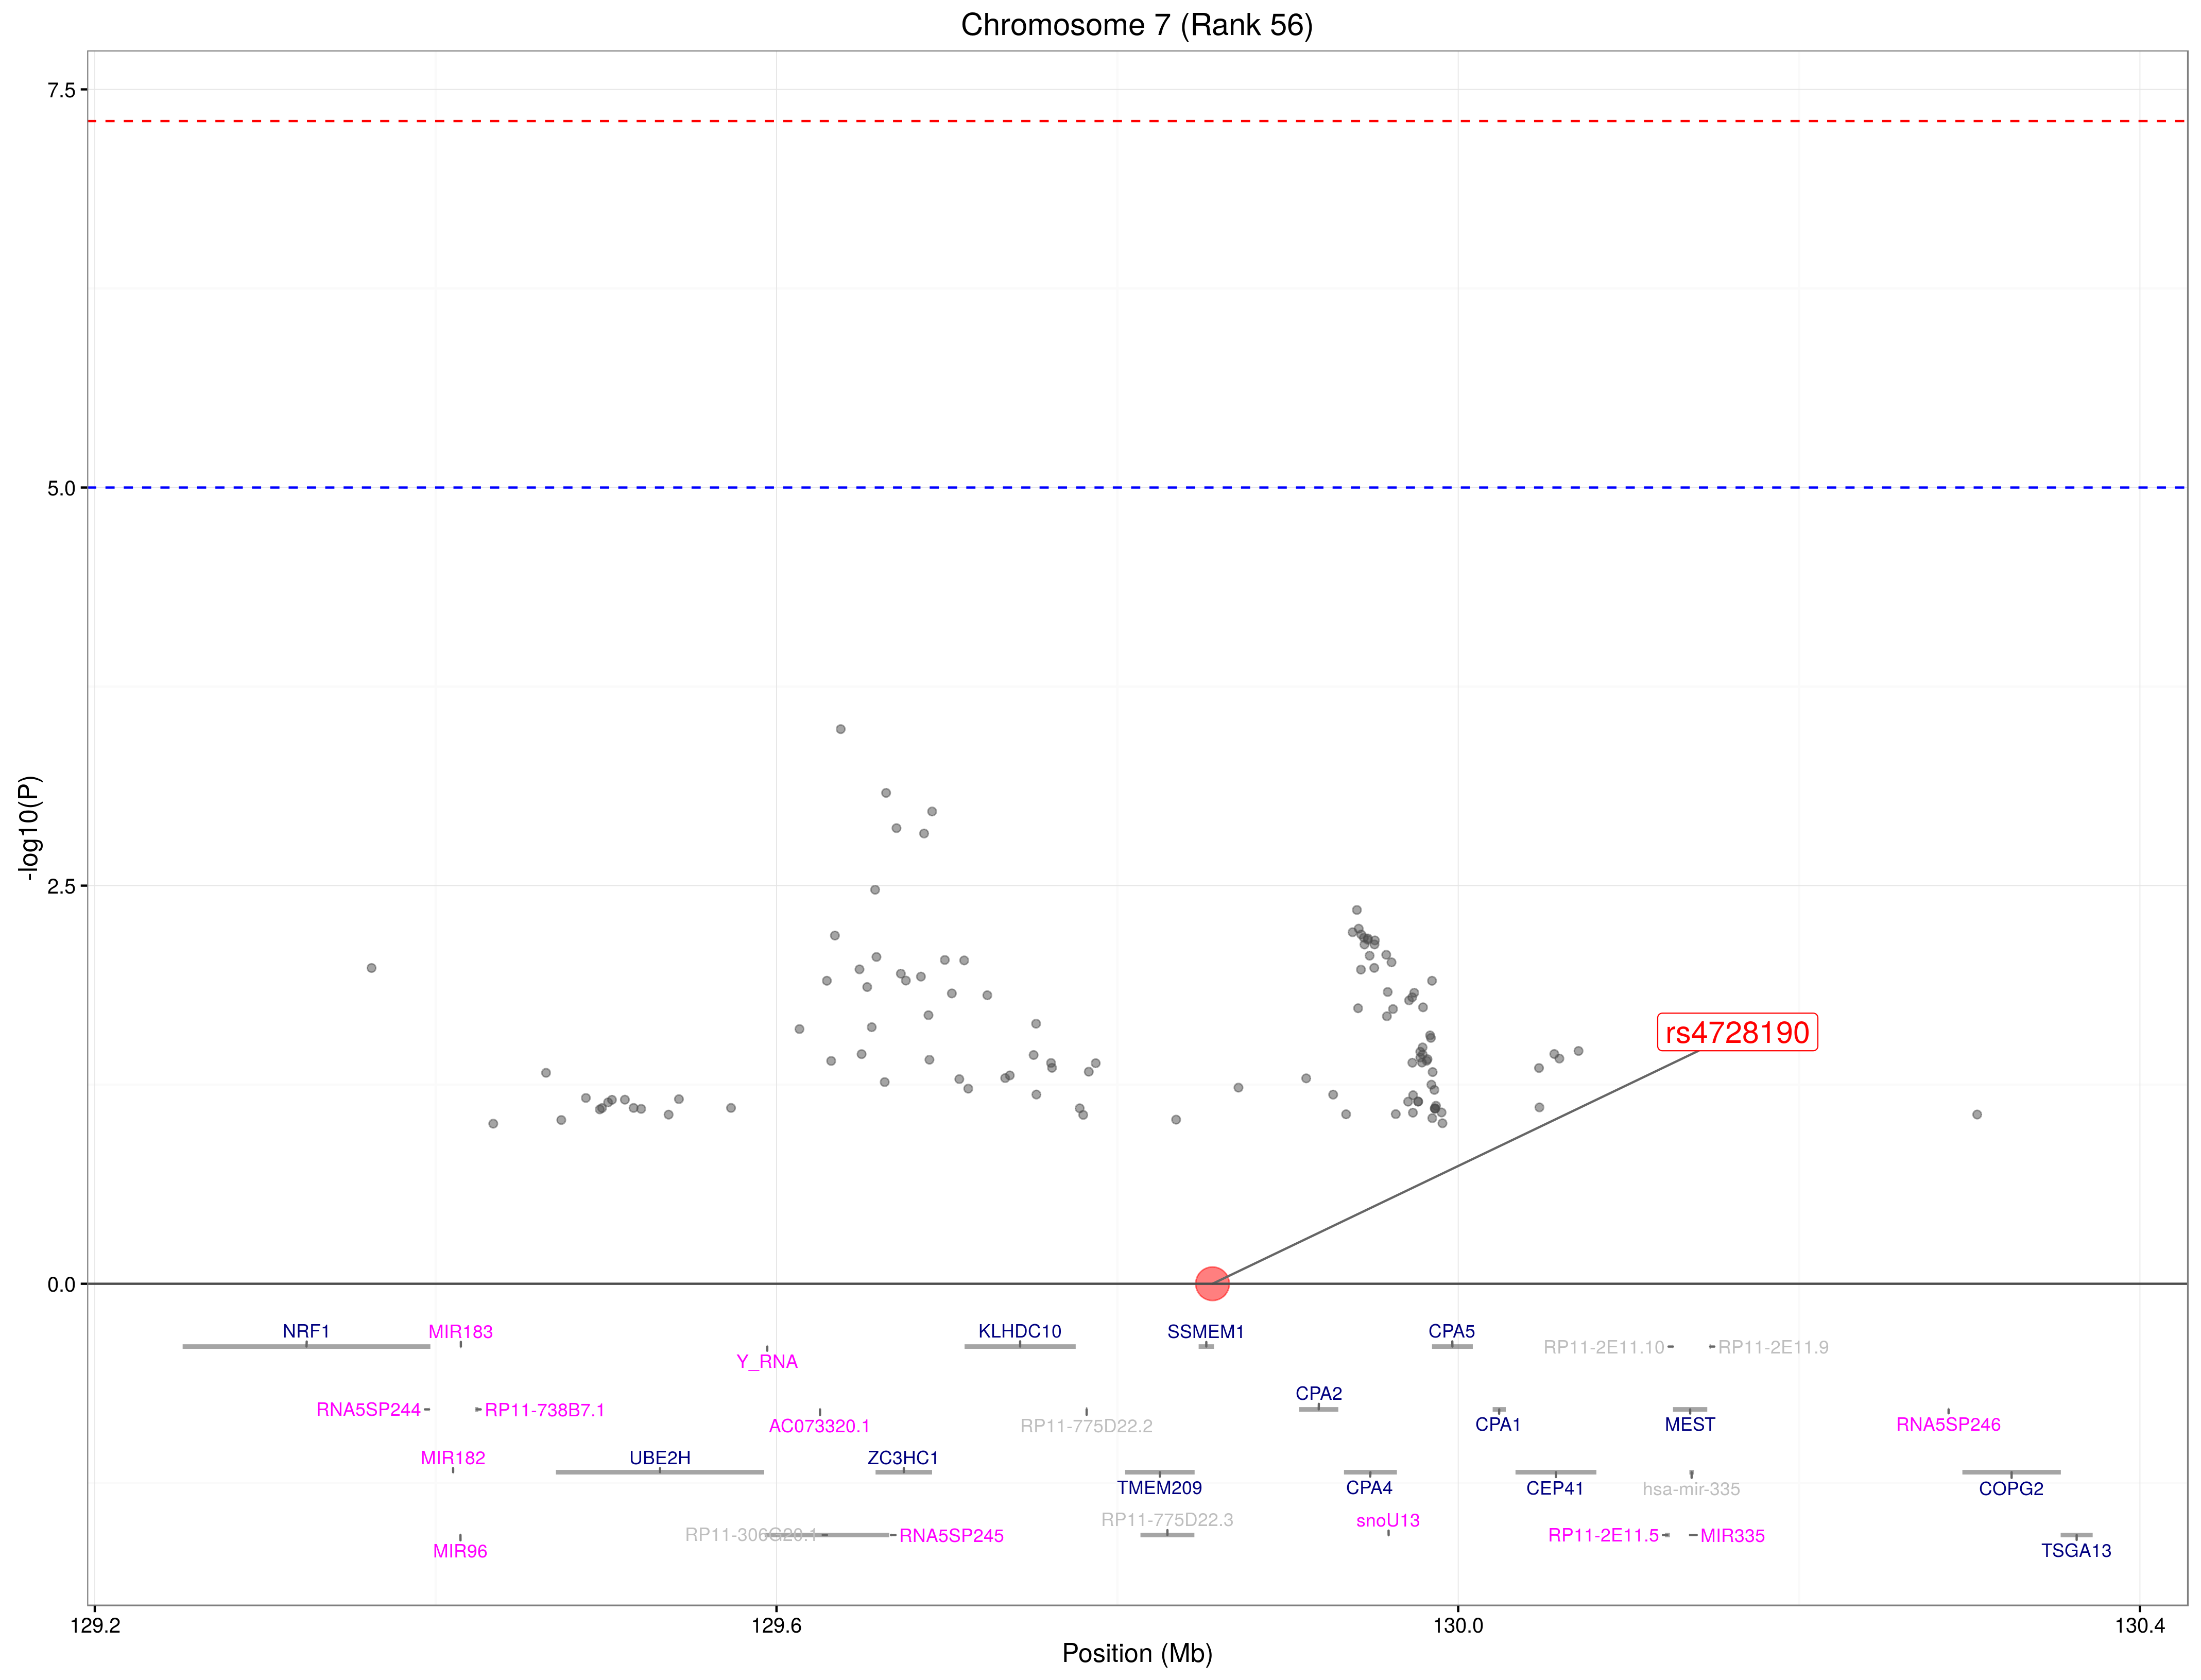 Chromosome 7 (Rank 56)
7.5
5.0
2.5
0.0
-log10(P)
rs4728190
NRF1
MIR183
KLHDC10
SSMEM1
CPA5
RP11-2E11.10
RP11-2E11.9
Y_RNA
CPA2
RNA5SP244
RP11-738B7.1
AC073320.1
RP11-775D22.2
CPA1
MEST
RNA5SP246
MIR182
UBE2H
ZC3HC1
TMEM209
CPA4
CEP41
hsa-mir-335
COPG2
RP11-775D22.3
snoU13
RP11-306G20.1
RNA5SP245
RP11-2E11.5
MIR335
MIR96
TSGA13
129.2
129.6
130.0
130.4
Position (Mb)